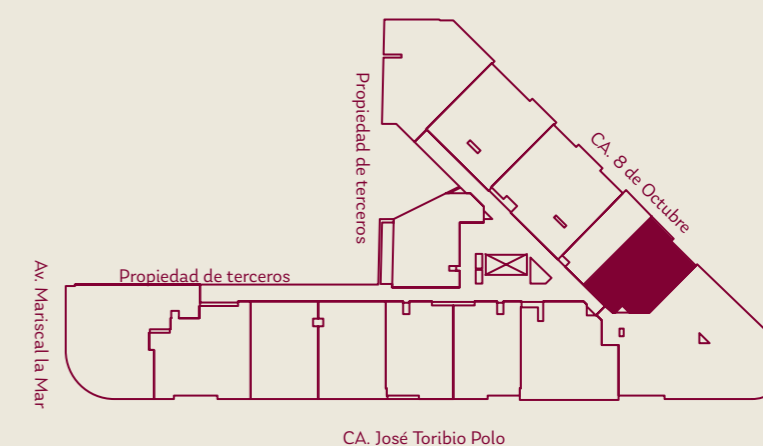 Propiedad de terceros
CA. 8 de Octubre
Propiedad de terceros
Av. Mariscal la Mar
CA. José Toribio Polo